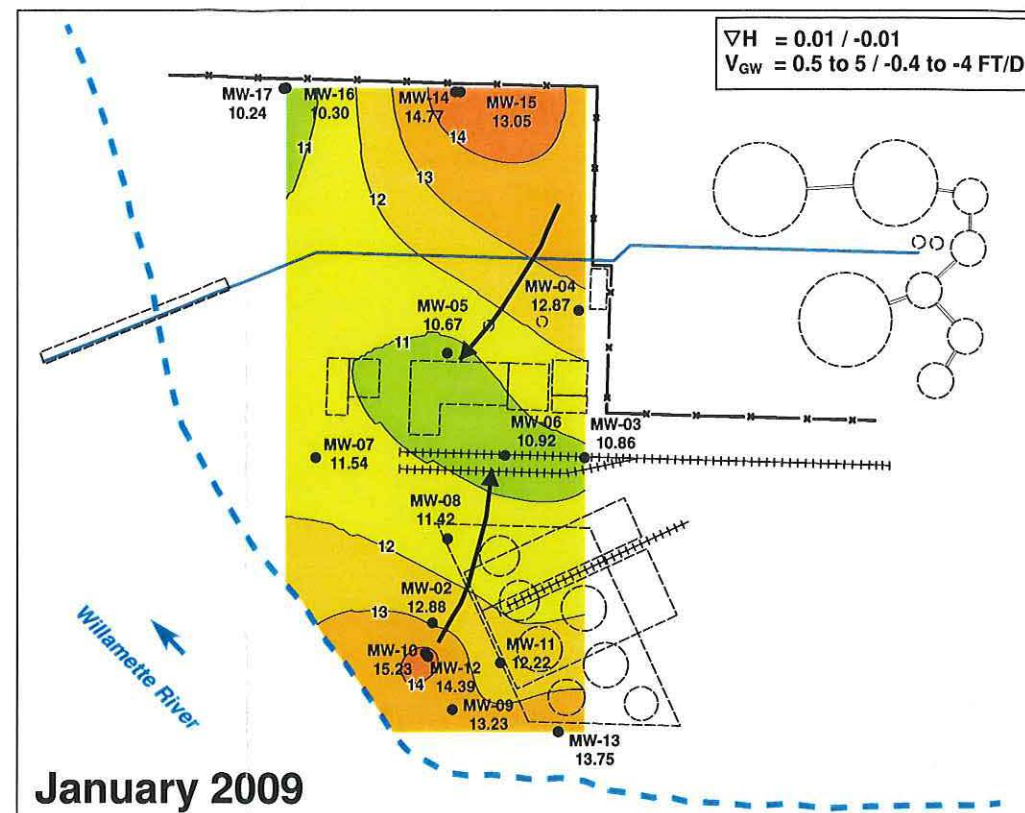 ∇H = 0.01 / -0.01
V_GW = 0.5 to 5 / -0.4 to -4 FT/D
MW-17
10.24
MW-16
10.30
MW-14
14.77
MW-15
13.05
14
11
13
12
MW-04
12.87
MW-05
10.67
11
MW-06
10.92
MW-03
10.86
MW-07
11.54
MW-08
11.42
12
MW-02
12.88
13
MW-10
15.23
MW-12
14.39
14
MW-11
12.22
MW-09
13.23
MW-13
13.75
Willamette River
January 2009